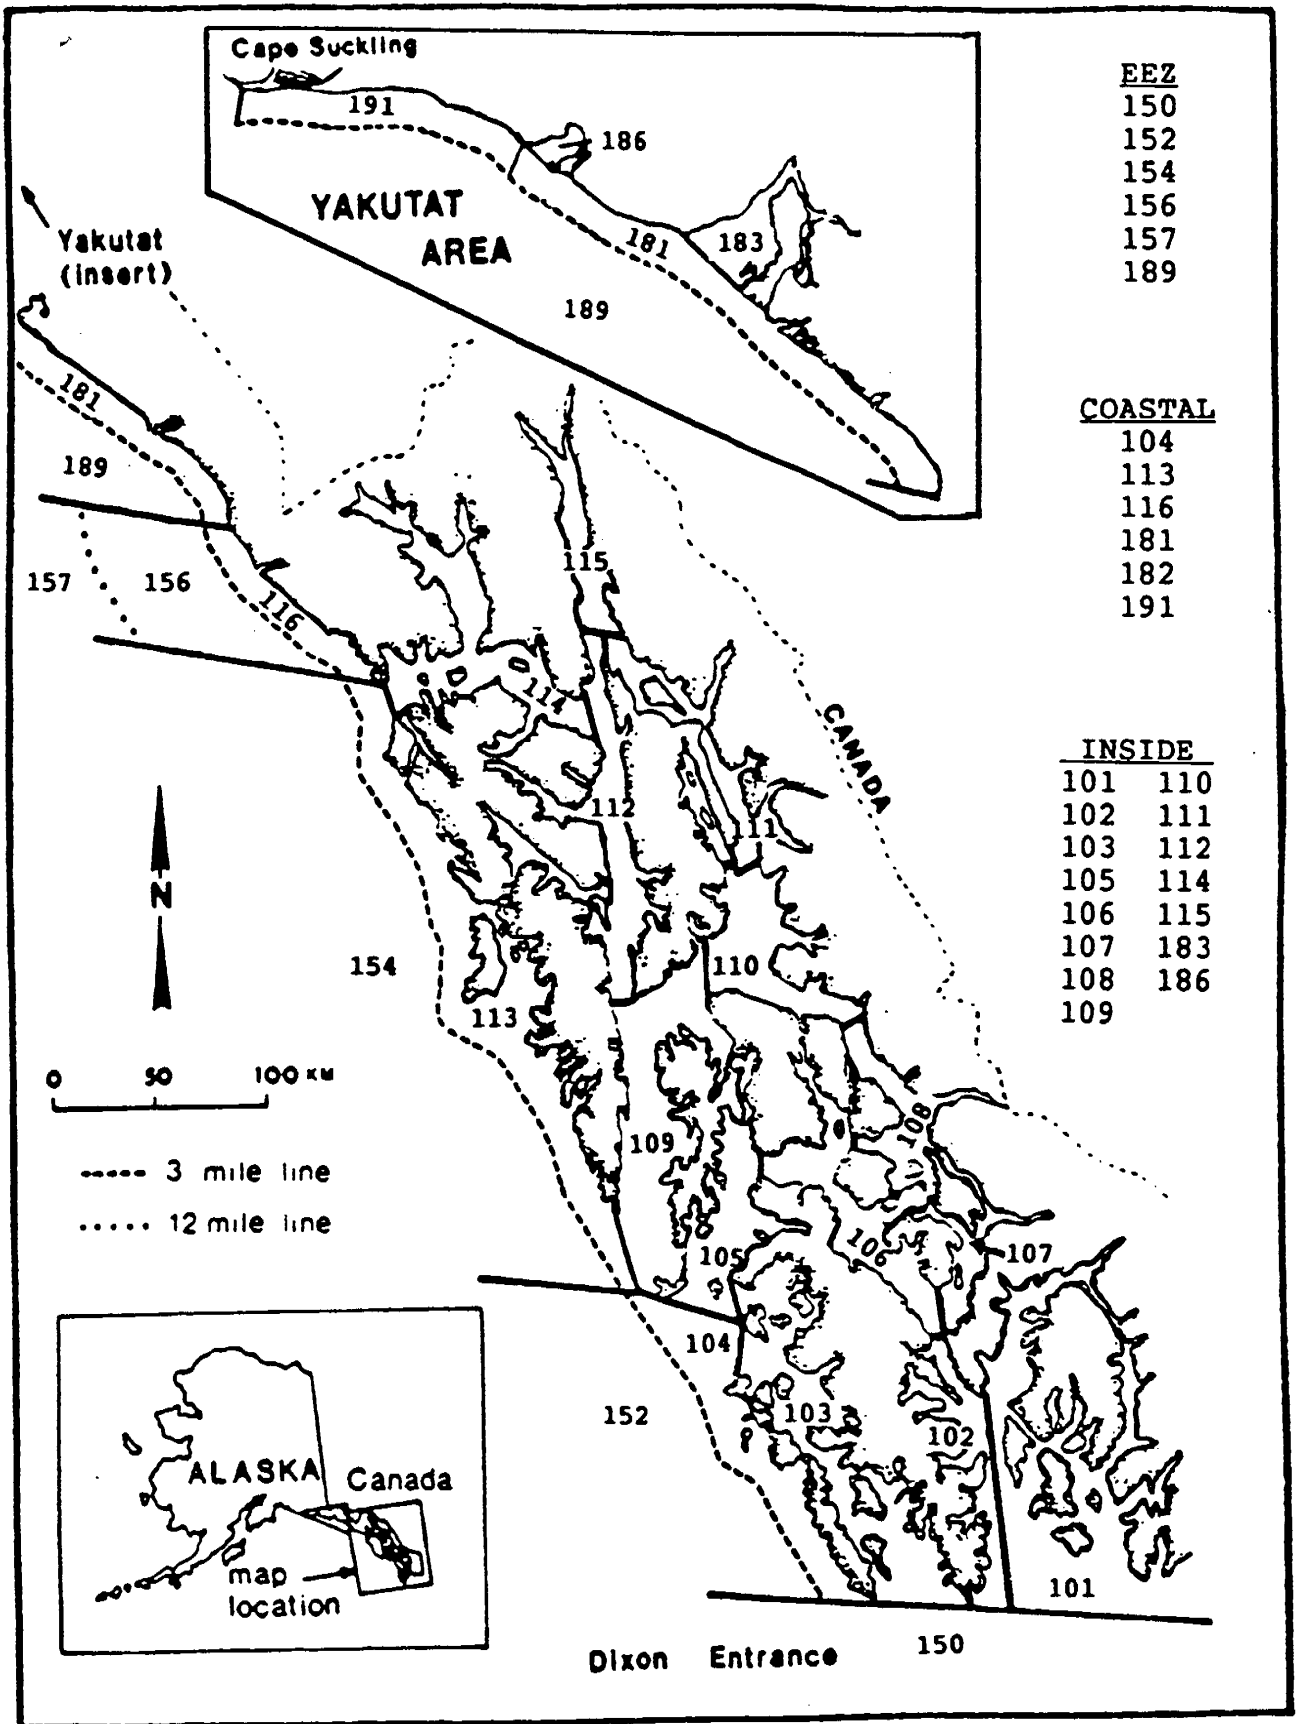 Cape Suckling
191
186
YAKUTAT
AREA
181
183
189
Yakutat
(insert)
EEZ
150
152
154
156
157
189
COASTAL
104
113
116
181
182
191
INSIDE
101 110
102 111
103 112
105 114
106 115
107 183
108 186
109
181
189
157
156
116
115
114
CANADA
112
111
N
154
110
113
0 50 100 KM
109
108
3 mile line
12 mile line
105
106
107
104
152
103
102
ALASKA
Canada
map
location
101
150
Dixon Entrance